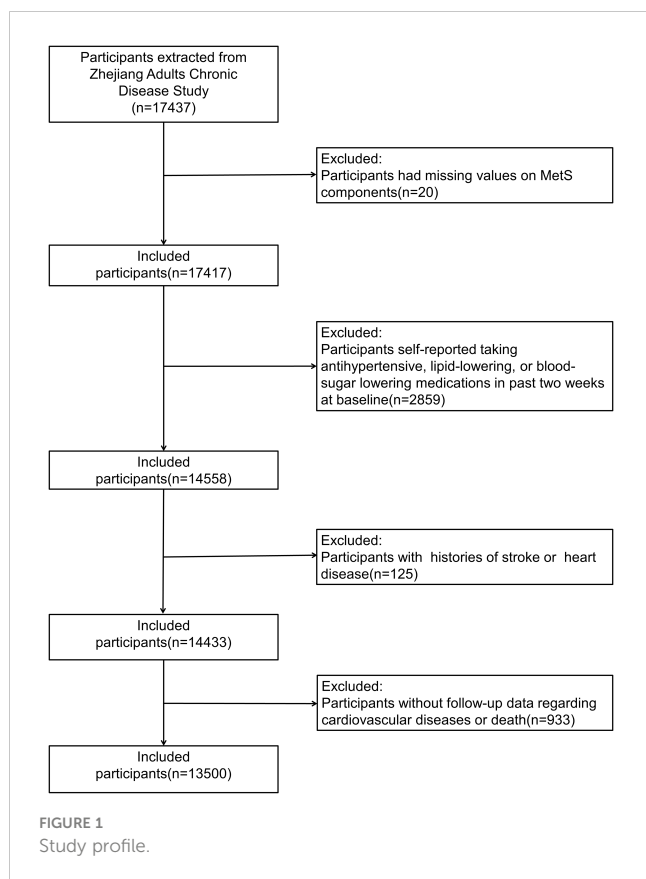 Participants extracted from
Zhejiang Adults Chronic
Disease Study
(n=17437)
Excluded:
Participants had missing values on MetS
components(n=20)
Included
participants(n=17417)
Excluded:
Participants self-reported taking
antihypertensive, lipid-lowering, or blood-
sugar lowering medications in past two weeks
at baseline(n=2859)
Included
participants(n=14558)
Excluded:
Participants with histories of stroke or heart
disease(n=125)
Included
participants(n=14433)
Excluded:
Participants without follow-up data regarding
cardiovascular diseases or death(n=933)
Included
participants(n=13500)
FIGURE 1
Study profile.